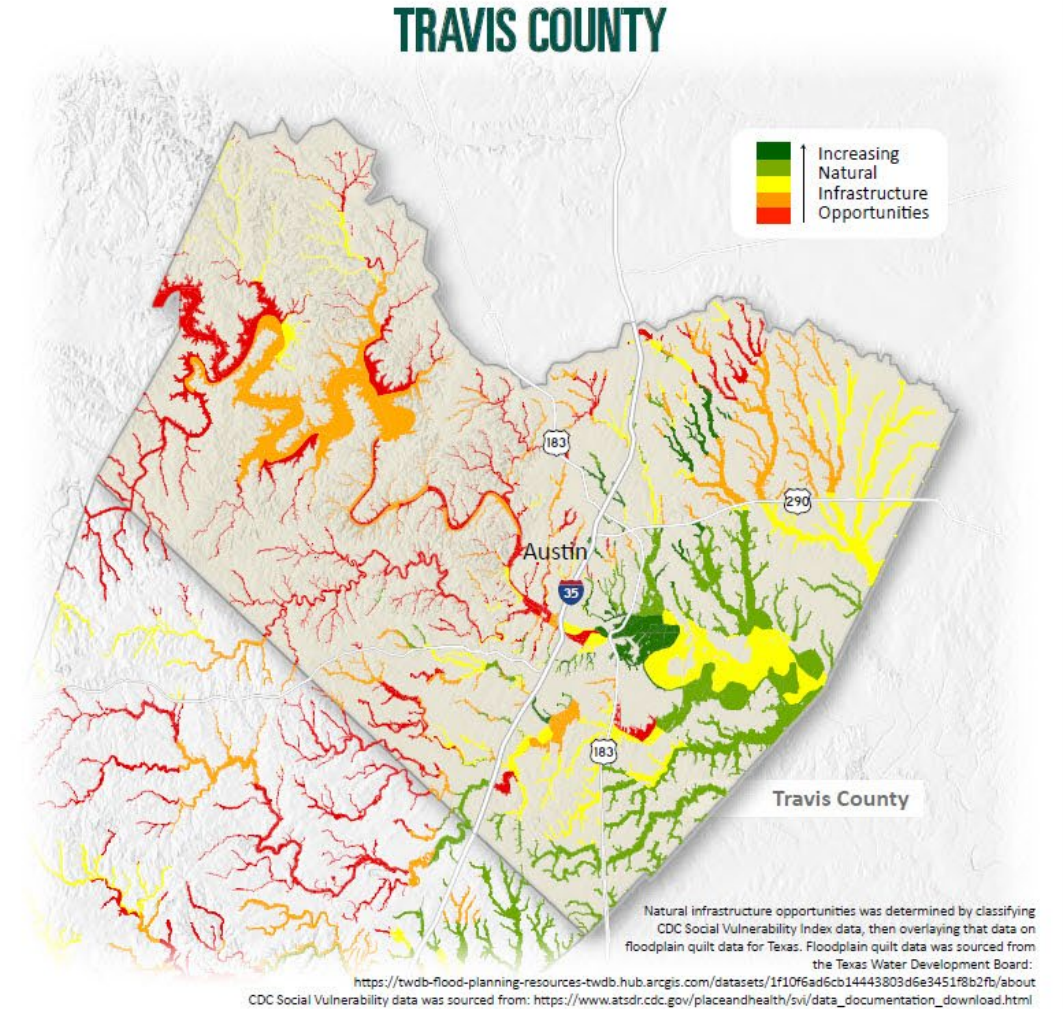 TRAVIS COUNTY
Increasing
Natural
Infrastructure
Opportunities
183
290
Austin
35
183
Travis County
Natural infrastructure opportunities was determined by classifying
CDC Social Vulnerability Index data, then overlaying that data on
floodplain quilt data for Texas. Floodplain quilt data was sourced from
the Texas Water Development Board:
https://twdb-flood-planning-resources-twdb.hub.arcgis.com/datasets/1f10f6ad6cb14443803d6e3451f8b2fb/about
CDC Social Vulnerability data was sourced from: https://www.atsdr.cdc.gov/placeandhealth/svi/data_documentation_download.html